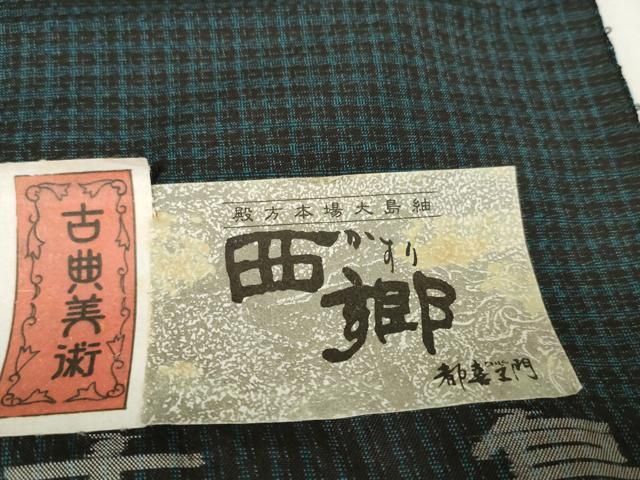 古典美術
殿方本場大島紬
西郷
かすり
都喜ヱ門